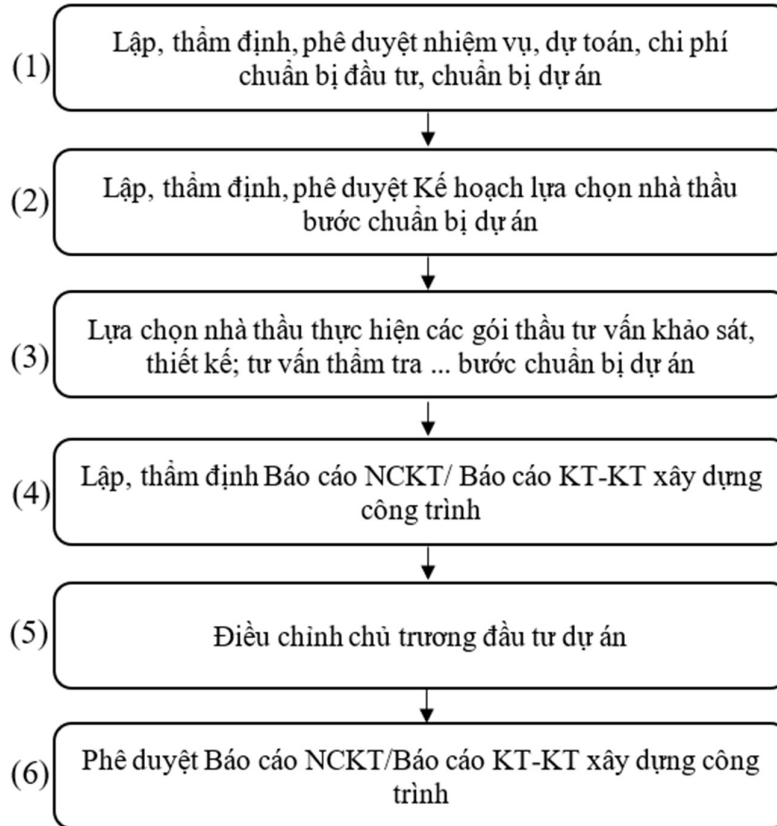 (1)
Lập, thẩm định, phê duyệt nhiệm vụ, dự toán, chi phí
chuẩn bị đầu tư, chuẩn bị dự án
(2)
Lập, thẩm định, phê duyệt Kế hoạch lựa chọn nhà thầu
bước chuẩn bị dự án
(3)
Lựa chọn nhà thầu thực hiện các gói thầu tư vấn khảo sát,
thiết kế; tư vấn thẩm tra ... bước chuẩn bị dự án
(4)
Lập, thẩm định Báo cáo NCKT/ Báo cáo KT-KT xây dựng
công trình
(5)
Điều chỉnh chủ trương đầu tư dự án
(6)
Phê duyệt Báo cáo NCKT/Báo cáo KT-KT xây dựng công
trình